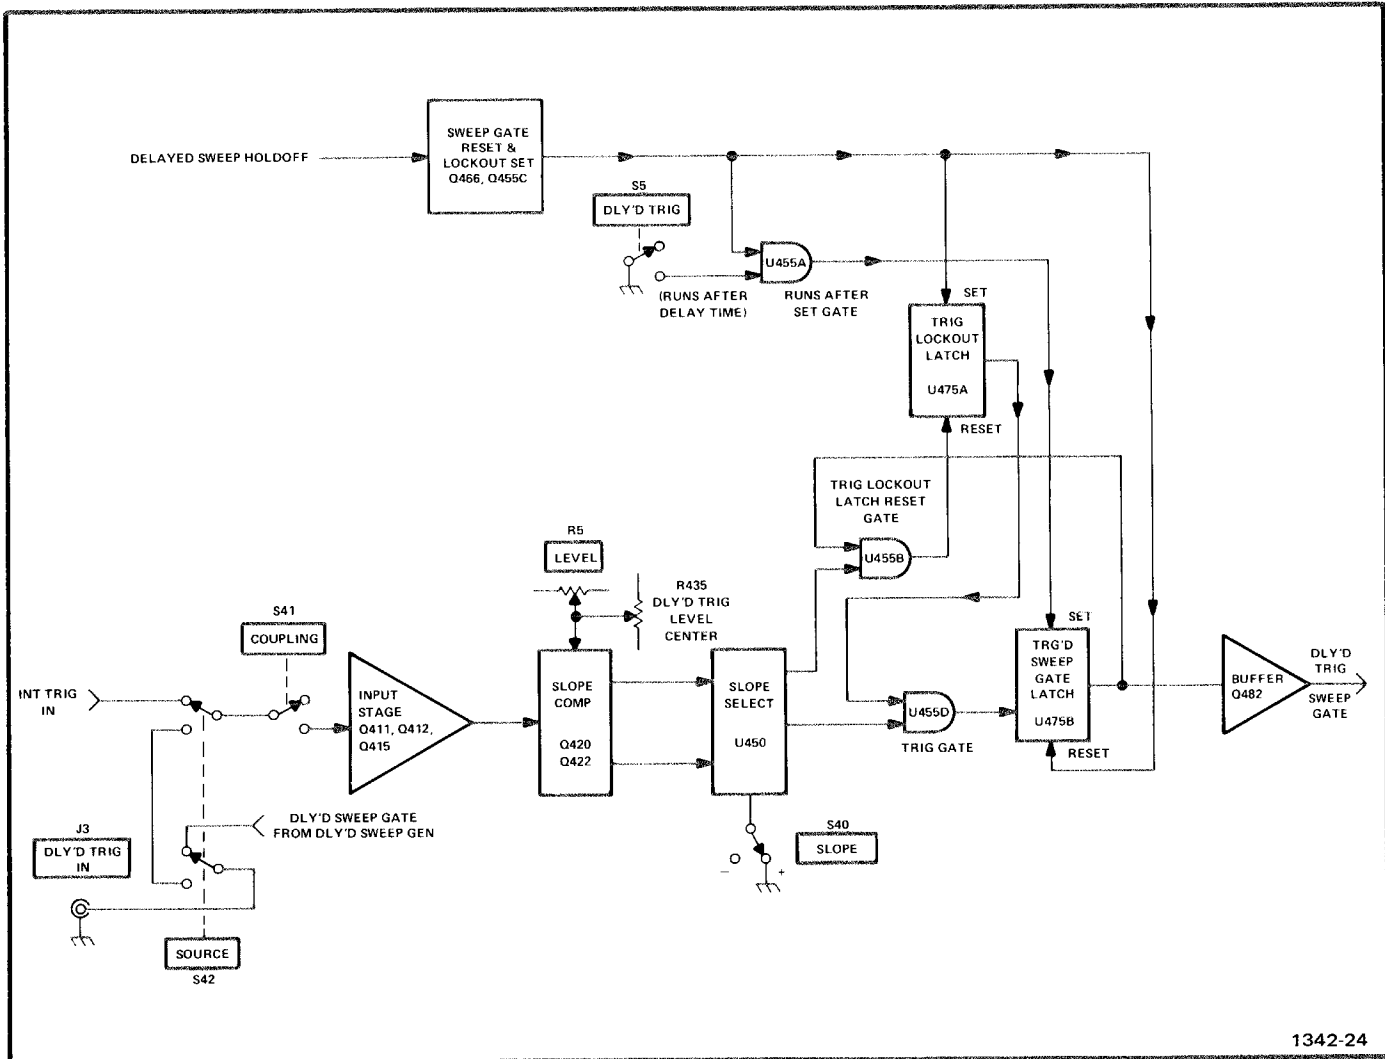 SWEEP GATE
RESET &
LOCKOUT SET
Q466, Q455C
DELAYED SWEEP HOLDOFF
S5
DLY'D TRIG
U455A
(RUNS AFTER
DELAY TIME)
RUNS AFTER
SET GATE
SET
TRIG
LOCKOUT
LATCH
U475A
RESET
TRIG LOCKOUT
LATCH RESET
GATE
U455B
R5
LEVEL
R435
DLY'D TRIG
LEVEL
CENTER
S41
COUPLING
INT TRIG
IN
INPUT
STAGE
Q411, Q412,
Q415
SLOPE
COMP
Q420
Q422
SLOPE
SELECT
U450
U455D
TRIG GATE
SET
TRG'D
SWEEP
GATE
LATCH
U475B
RESET
BUFFER
Q482
DLY'D
TRIG
SWEEP
GATE
J3
DLY'D TRIG
IN
DLY'D SWEEP GATE
FROM DLY'D SWEEP GEN
S40
SLOPE
− +
SOURCE
S42
1342-24